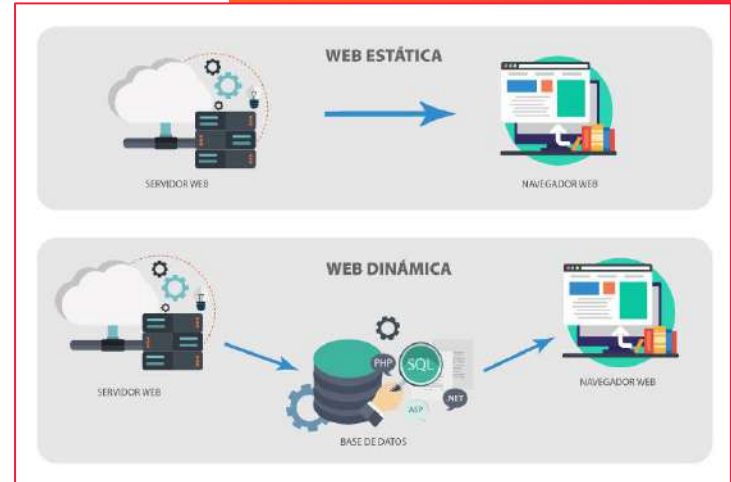 WEB ESTÁTICA
SERVIDOR WEB
NAVEGADOR WEB
WEB DINÁMICA
SERVIDOR WEB
PHP
SQL
ASP
.NET
BASE DE DATOS
NAVEGADOR WEB